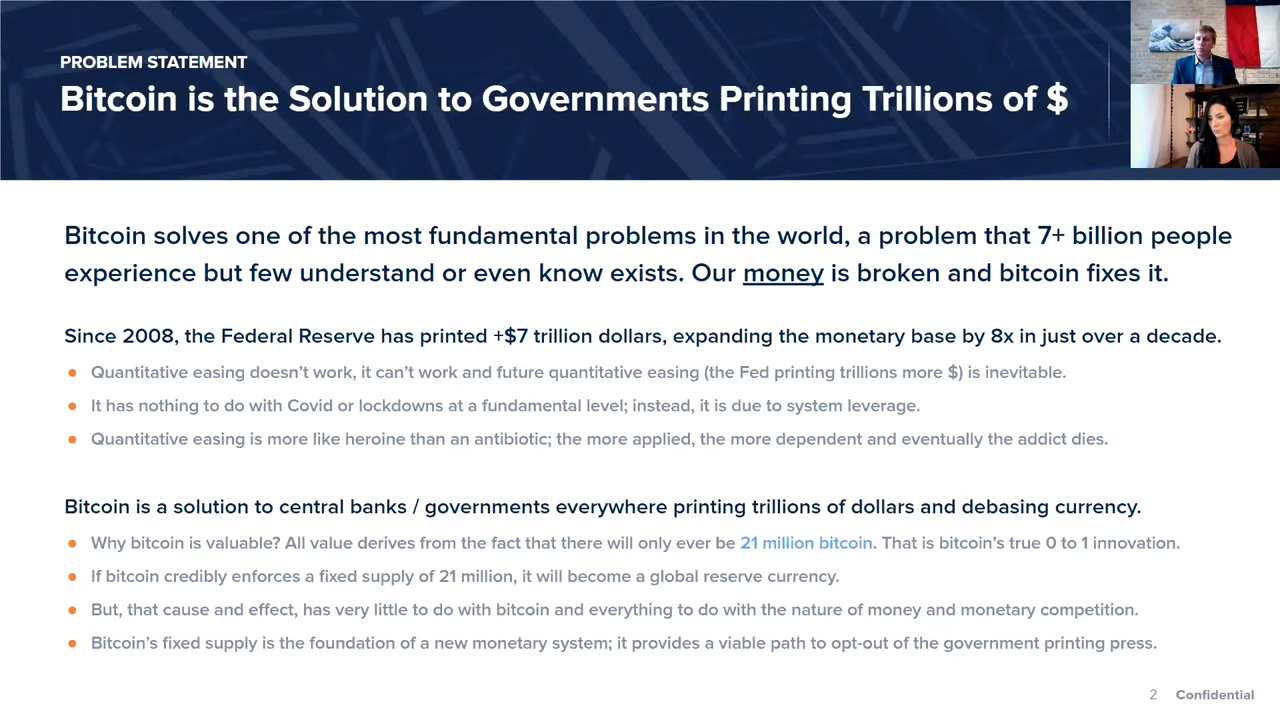 PROBLEM STATEMENT
Bitcoin is the Solution to Governments Printing Trillions of $
Bitcoin solves one of the most fundamental problems in the world, a problem that 7+ billion people
experience but few understand or even know exists. Our money is broken and bitcoin fixes it.
Since 2008, the Federal Reserve has printed +$7 trillion dollars, expanding the monetary base by 8x in just over a decade.
• Quantitative easing doesn't work, it can't work and future quantitative easing (the Fed printing trillions more $) is inevitable.
• It has nothing to do with Covid or lockdowns at a fundamental level; instead, it is due to system leverage.
• Quantitative easing is more like heroine than an antibiotic; the more applied, the more dependent and eventually the addict dies.
Bitcoin is a solution to central banks / governments everywhere printing trillions of dollars and debasing currency.
• Why bitcoin is valuable? All value derives from the fact that there will only ever be 21 million bitcoin. That is bitcoin's true 0 to 1 innovation.
• If bitcoin credibly enforces a fixed supply of 21 million, it will become a global reserve currency.
• But, that cause and effect, has very little to do with bitcoin and everything to do with the nature of money and monetary competition.
• Bitcoin's fixed supply is the foundation of a new monetary system; it provides a viable path to opt-out of the government printing press.
2 Confidential